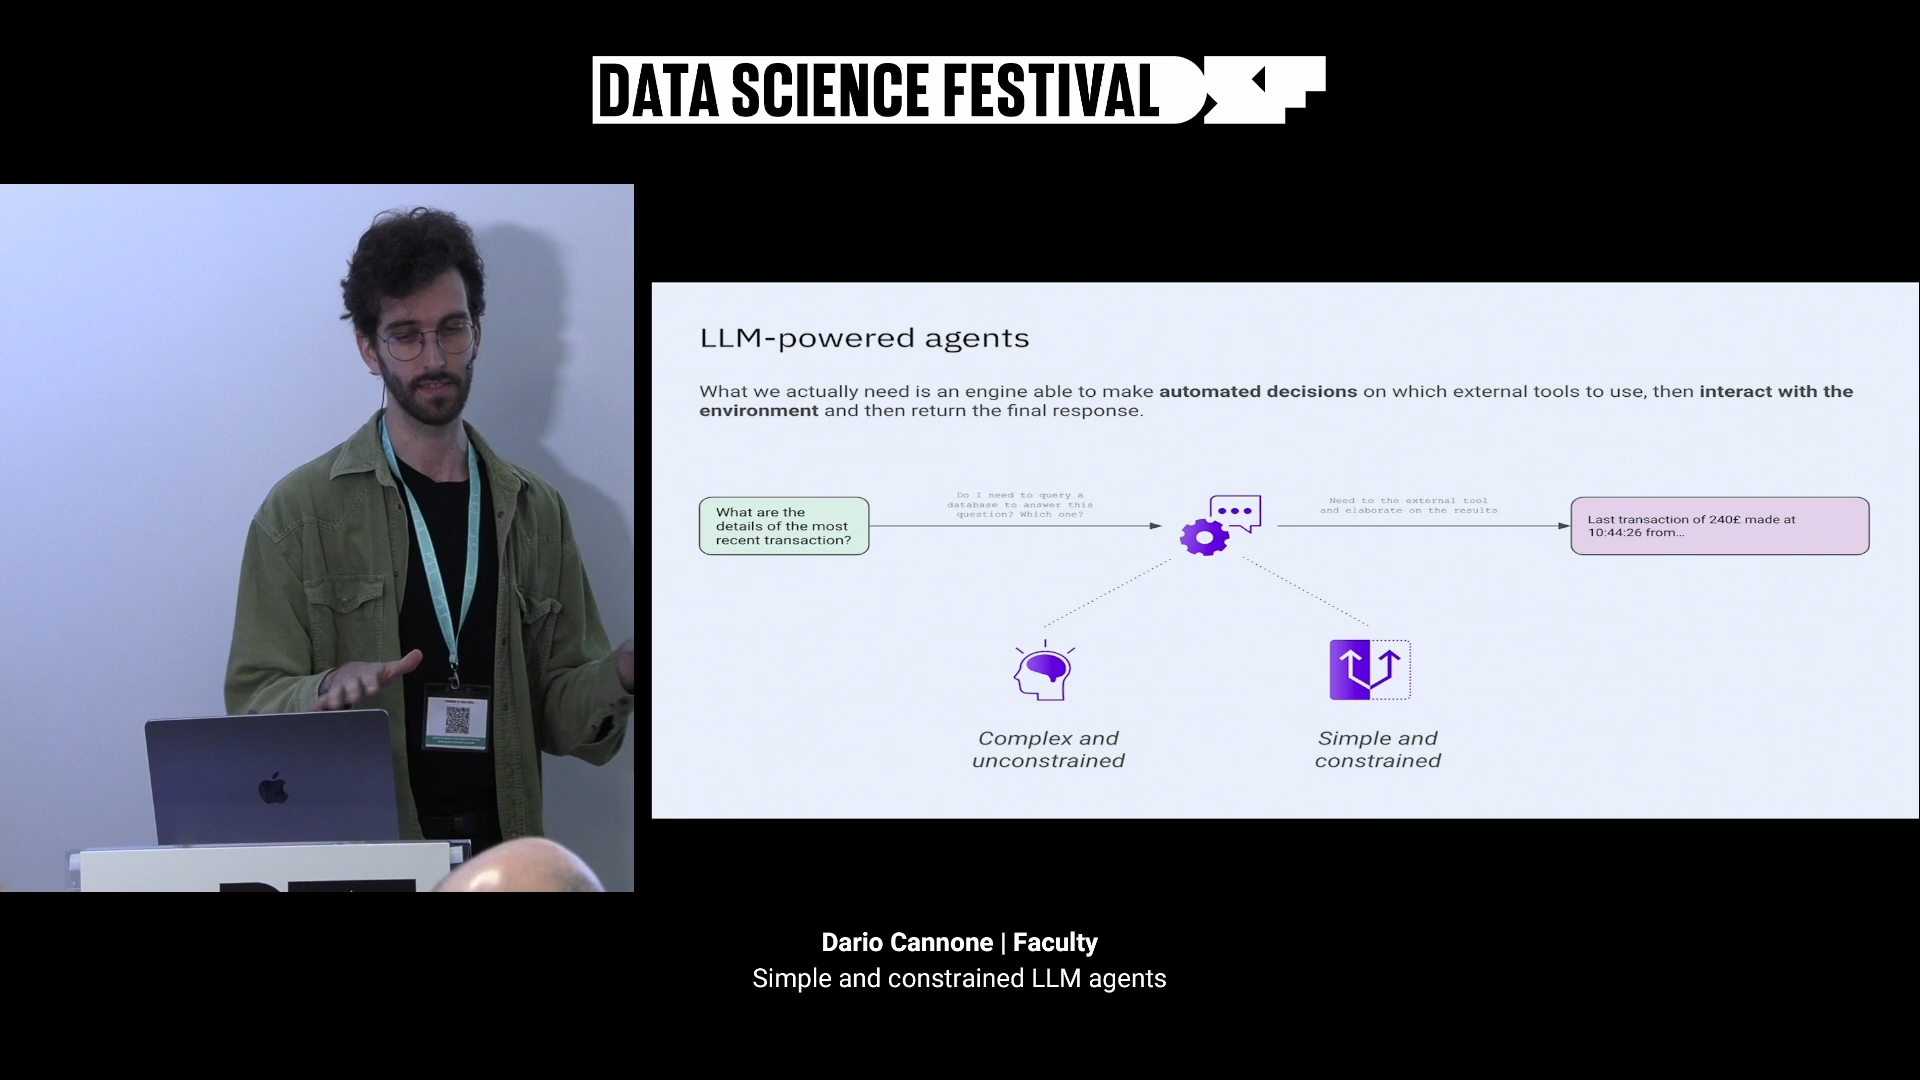 DATA SCIENCE FESTIVAL
LLM-powered agents
What we actually need is an engine able to make automated decisions on which external tools to use, then interact with the
environment and then return the final response.
What are the
details of the most
recent transaction?
Do I need to query a
database to answer this
question? Which one?
Need to the external tool
and elaborate on the results
Last transaction of 240£ made at
10:44:26 from...
Complex and
unconstrained
Simple and
constrained
Dario Cannone | Faculty
Simple and constrained LLM agents